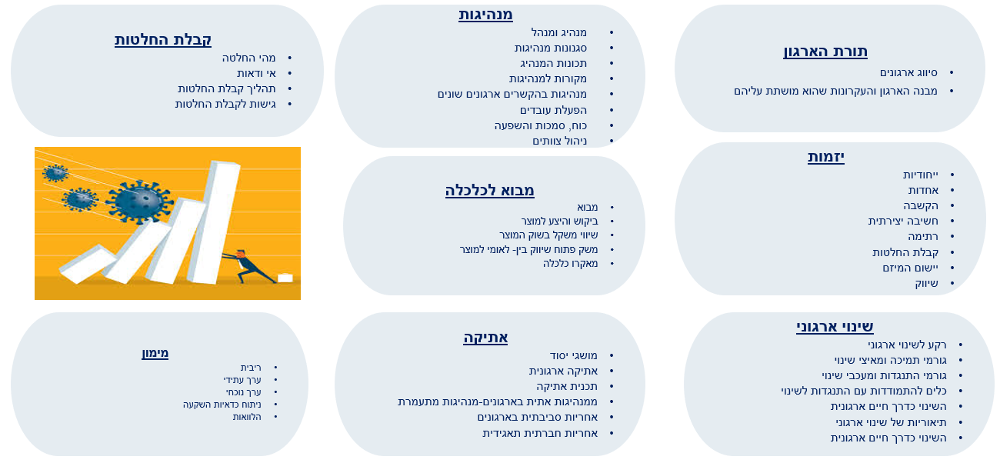 תורת הארגון
• סיווג ארגונים
• מבנה הארגון והעקרונות שהוא מושתת עליהם
מנהיגות
• מנהיג ומנהל
• סגנונות מנהיגות
• תכונות המנהיג
• מקורות למנהיגות
• מנהיגות בהקשרים ארגונים שונים
• הפעלת עובדים
• כוח, סמכות והשפעה
• ניהול צוותים
קבלת החלטות
• מהי החלטה
• אי ודאות
• תהליך קבלת החלטות
• גישות לקבלת החלטות
יזמות
• ייחודיות
• אחדות
• הקשבה
• חשיבה יצירתית
• רתימה
• קבלת החלטות
• יישום המיזם
• שיווק
מבוא לכלכלה
• מבוא
• ביקוש והיצע למוצר
• שיווי משקל בשוק המוצר
• משק פתוח שיווק בין- לאומי למוצר
• מאקרו כלכלה
שינוי ארגוני
• רקע לשינוי ארגוני
• גורמי תמיכה ומאיצי שינוי
• גורמי התנגדות ומעכבי שינוי
• כלים להתמודדות עם התנגדות לשינוי
• השינוי כדרך חיים ארגונית
• תיאוריות של שינוי ארגוני
• השינוי כדרך חיים ארגונית
אתיקה
• מושגי יסוד
• אתיקה ארגונית
• תכנית אתיקה
• ממנהיגות אתית בארגונים-מנהיגות מתעמרת
• אחריות סביבתית בארגונים
• אחריות חברתית תאגידית
מימון
• ריבית
• ערך עתידי
• ערך נוכחי
• ניתוח כדאיות השקעה
• הלוואות